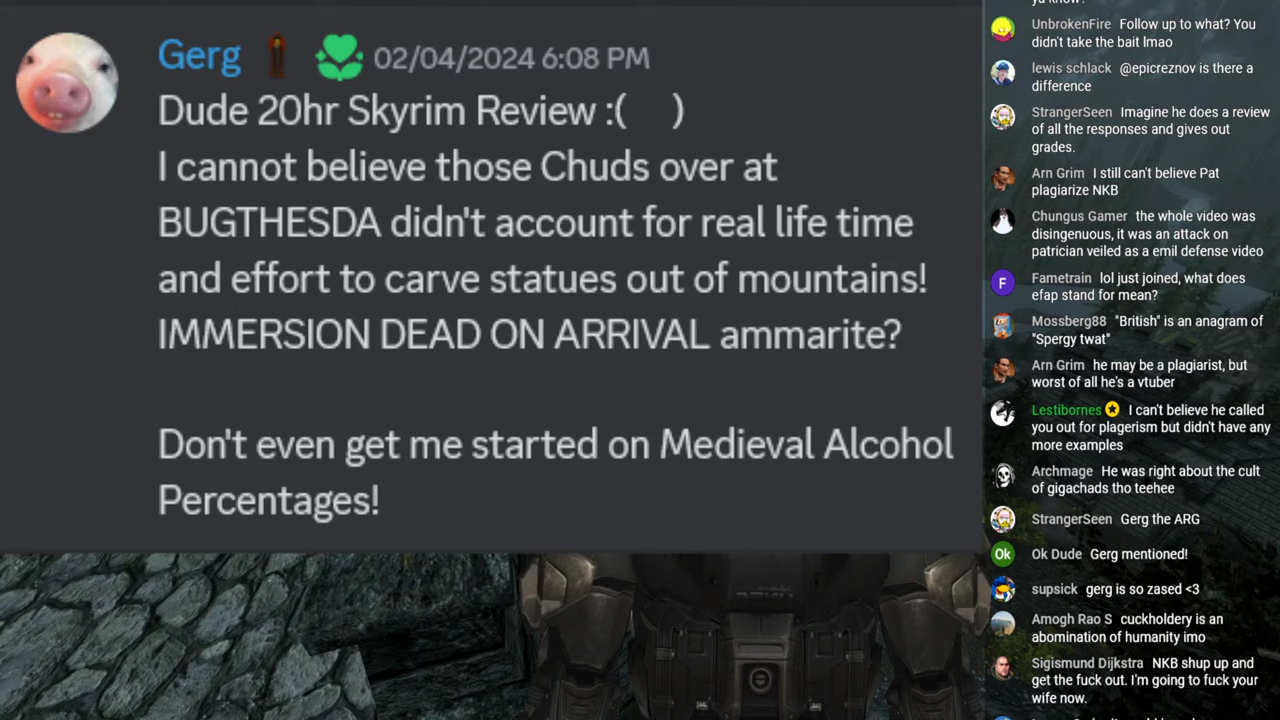 Gerg 02/04/2024 6:08 PM
Dude 20hr Skyrim Review :( )
I cannot believe those Chuds over at
BUGTHESDA didn't account for real life time
and effort to carve statues out of mountains!
IMMERSION DEAD ON ARRIVAL ammarite?
Don't even get me started on Medieval Alcohol
Percentages!
UnbrokenFire Follow up to what? You
didn't take the bait lmao
lewis schlack @epicreznov is there a
difference
StrangerSeen Imagine he does a review
of all the responses and gives out
grades.
Arn Grim I still can't believe Pat
plagiarize NKB
Chungus Gamer the whole video was
disingenuous, it was an attack on
patrician veiled as a emil defense video
F
Fametrain lol just joined, what does
efap stand for mean?
Mossberg88 "British" is an anagram of
"Spergy twat"
Arn Grim he may be a plagiarist, but
worst of all he's a vtuber
Lestibornes I can't believe he called
you out for plagerism but didn't have any
more examples
Archmage He was right about the cult
of gigachads tho teehee
StrangerSeen Gerg the ARG
Ok
Ok Dude Gerg mentioned!
supsick gerg is so zased <3
Amogh Rao S cuckholdery is an
abomination of humanity imo
Sigismund Dijkstra NKB shup up and
get the fuck out. I'm going to fuck your
wife now.